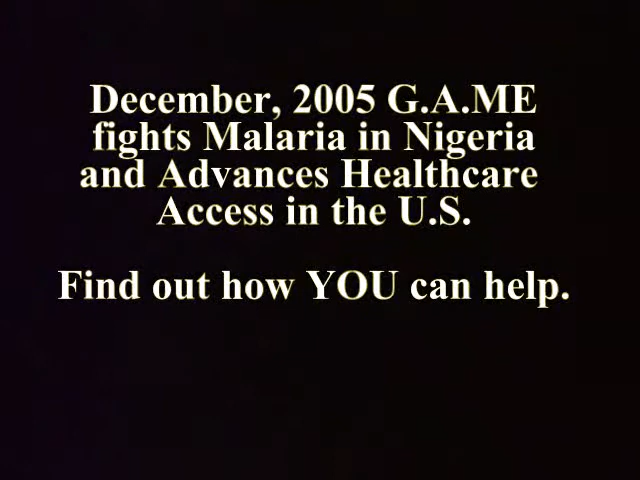 December, 2005 G.A.ME
fights Malaria in Nigeria
and Advances Healthcare
Access in the U.S.
Find out how YOU can help.